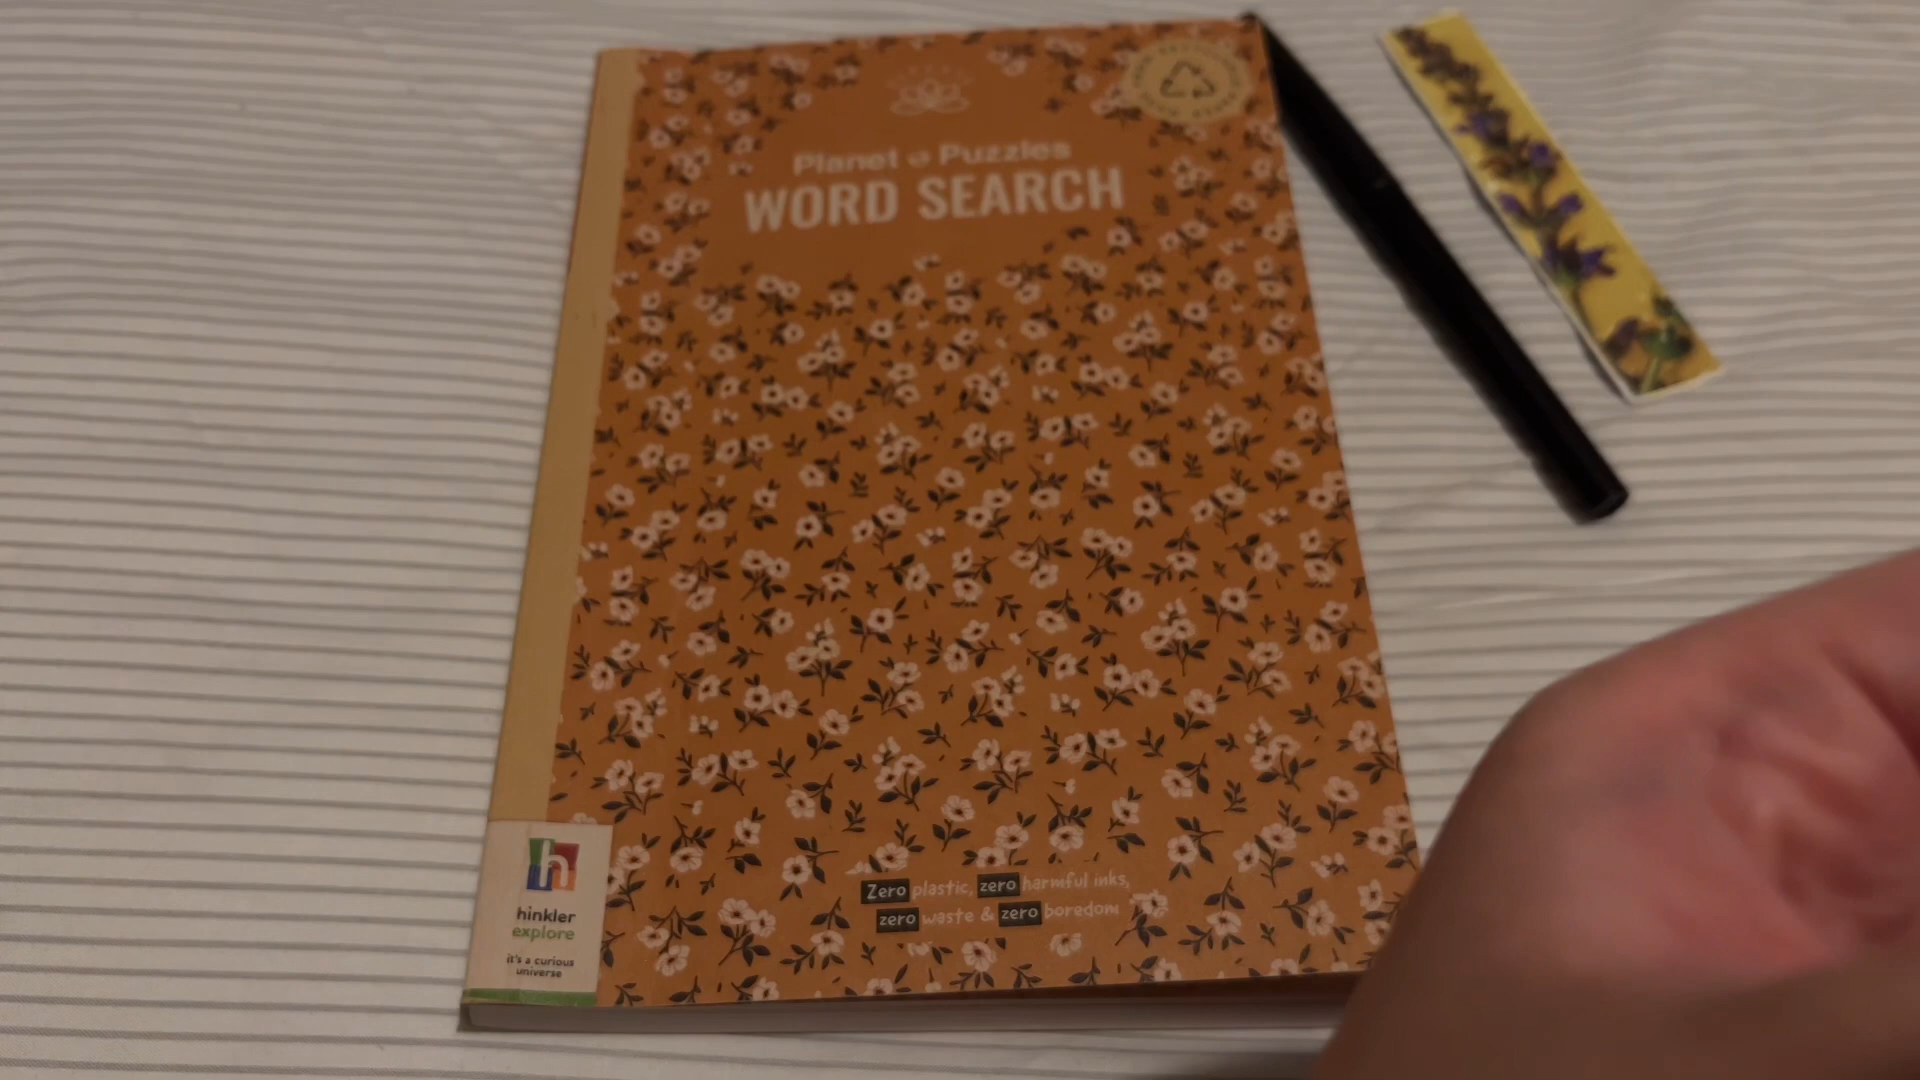 Planet Puzzles
WORD SEARCH
Zero plastic, zero harmful inks,
zero waste & zero boredom
h
hinkler
explore
it's a curious
universe